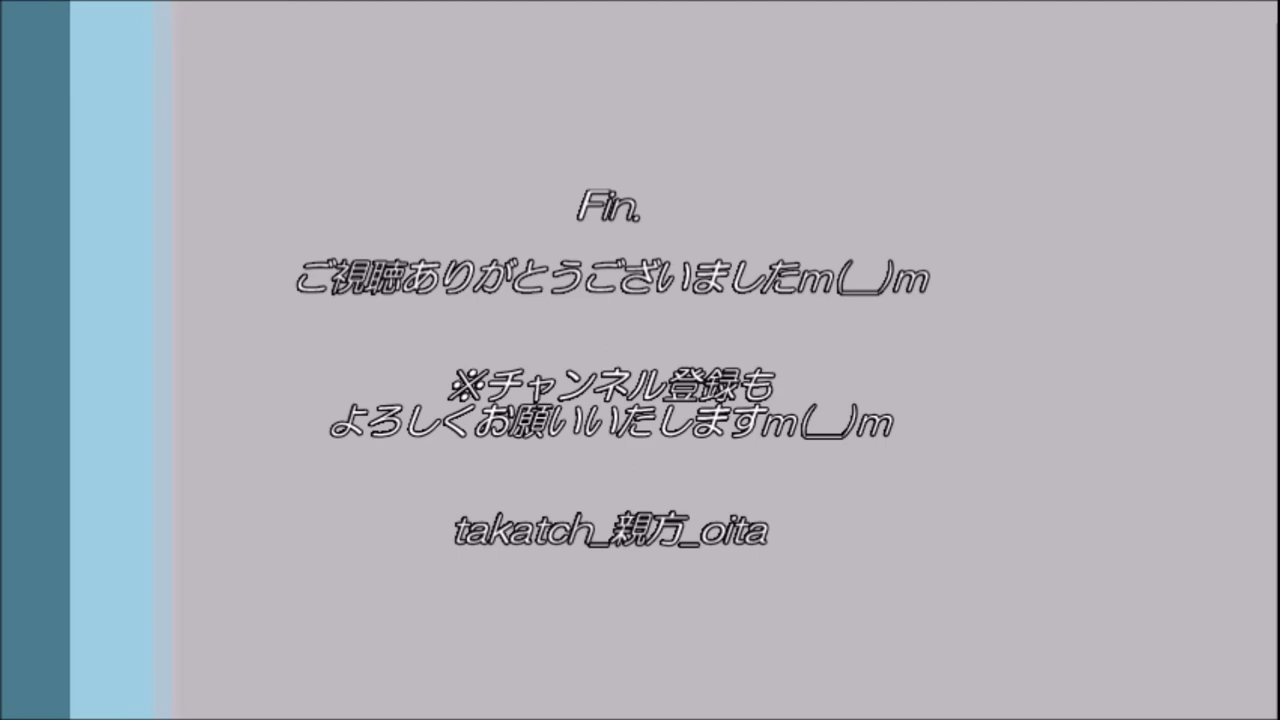 Fin.
ご視聴ありがとうございましたm(__)m
※チャンネル登録も
よろしくお願いいたしますm(__)m
takatch_親方_oita